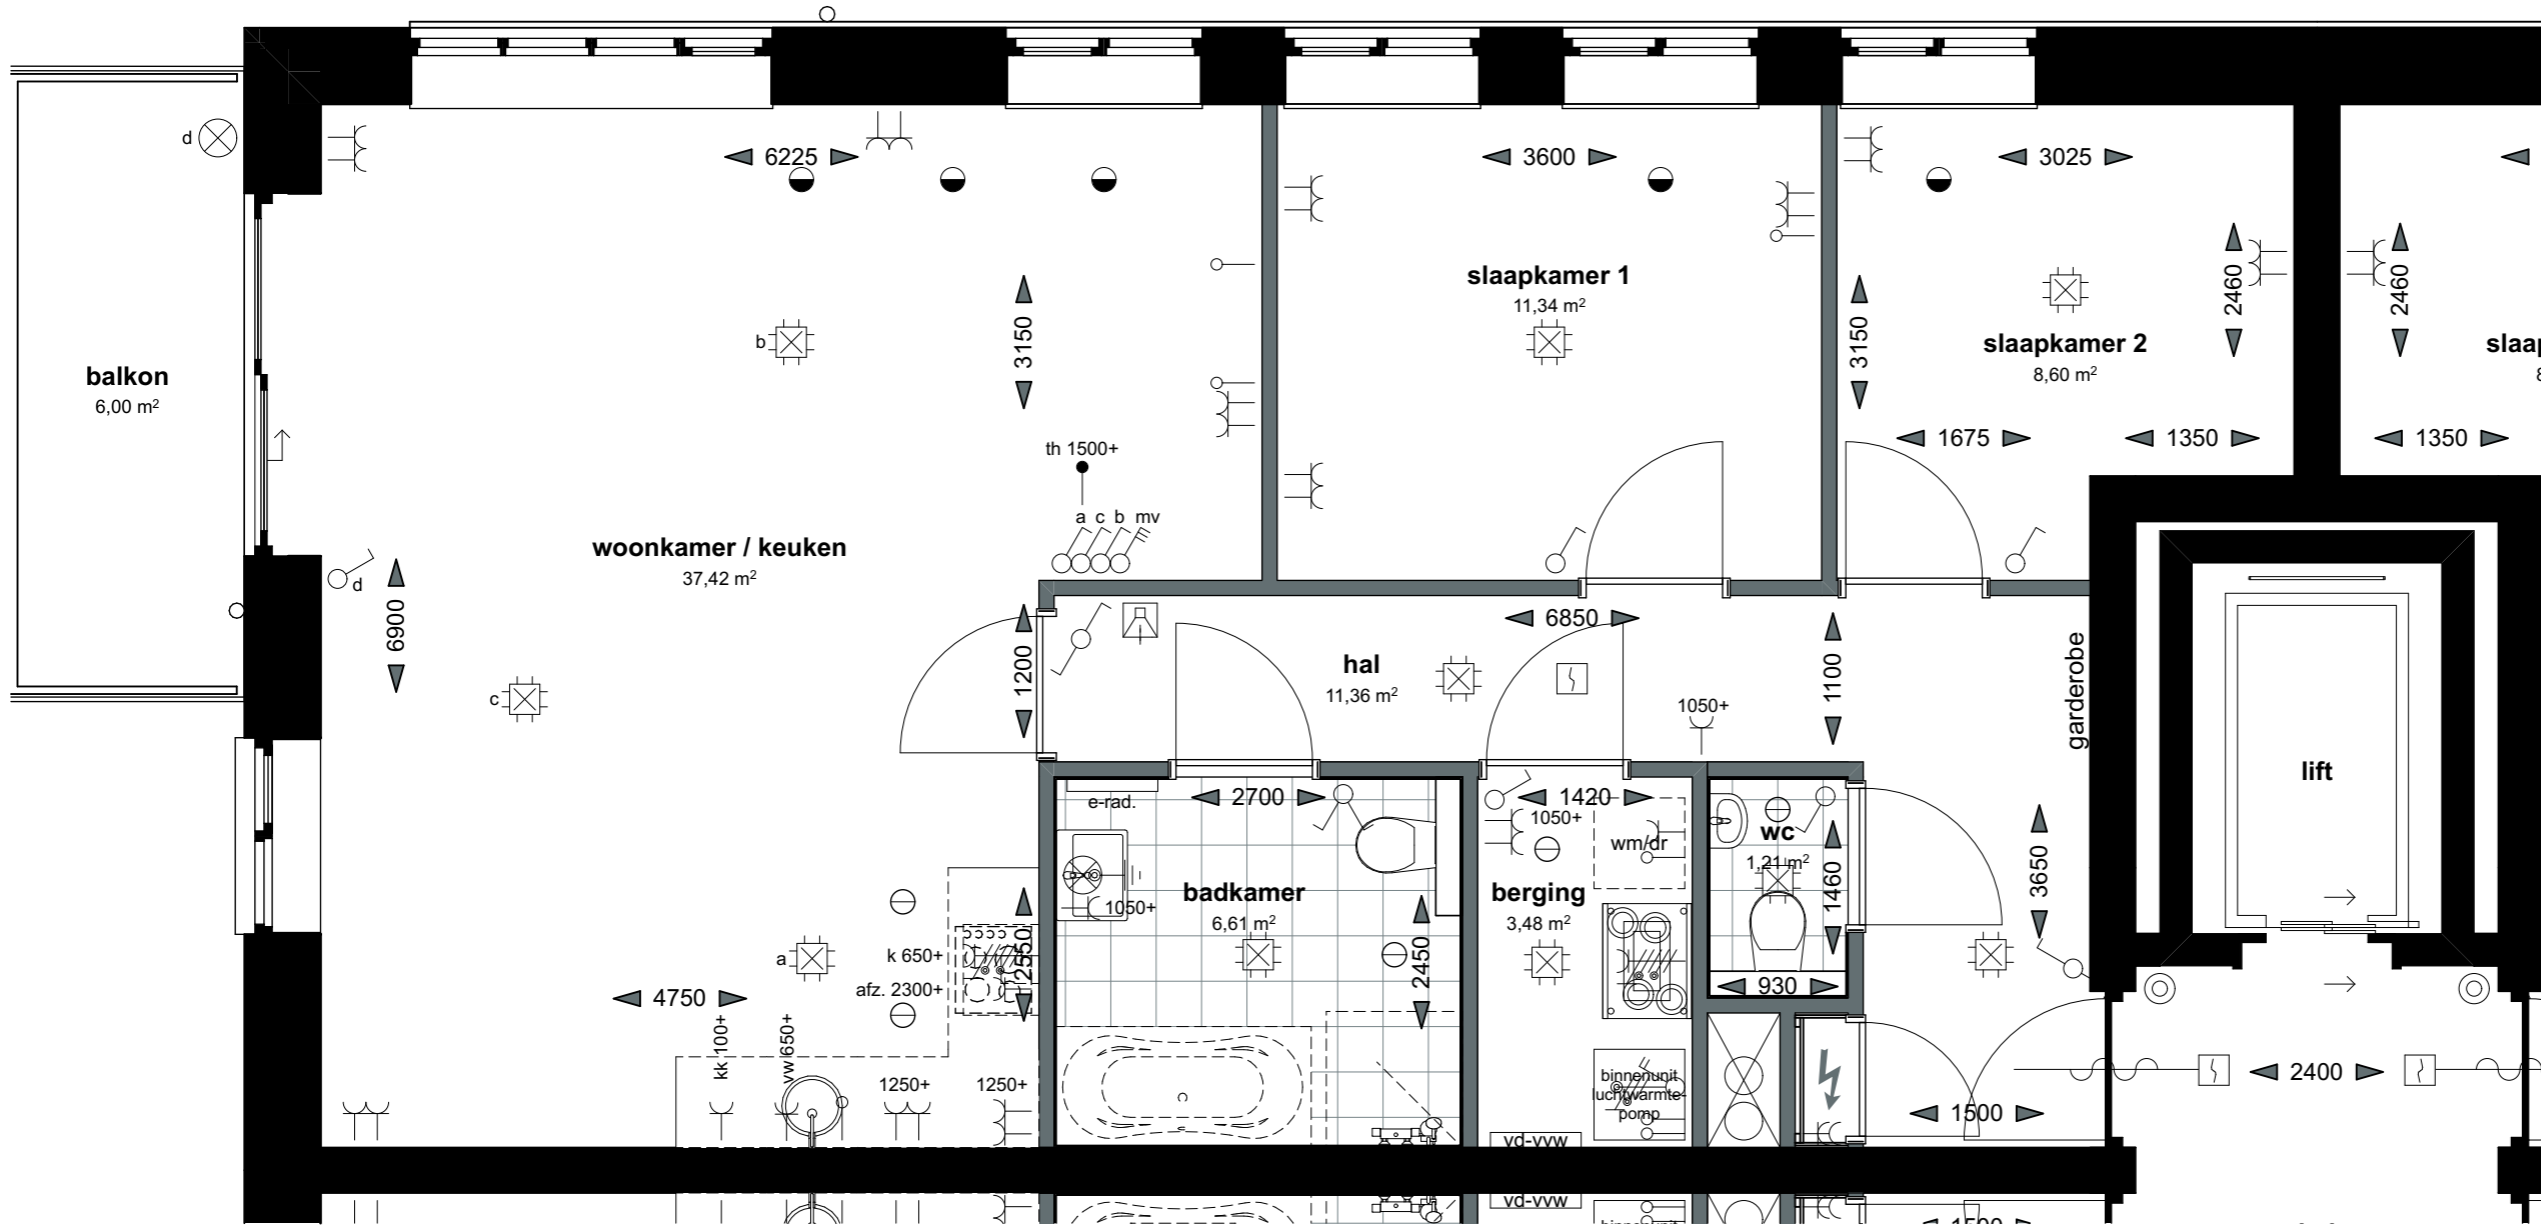 6225
3600
3025
d
slaapkamer 1
11,34 m²
2460
2460
b
3150
3150
slaapkamer 2
8,60 m²
balkon
6,00 m²
1675
1350
1350
th 1500+
a c b mv
woonkamer / keuken
37,42 m²
d
6900
1200
6850
hal
11,36 m²
1100
garderobe
c
1050+
lift
e-rad.
2700
1420
1050+
wm/dr
wc
1,21 m²
1460
3650
badkamer
6,61 m²
1050+
berging
3,48 m²
2450
2550
k 650+
a
afz. 2300+
4750
930
kk 100+
vw 650+
1250+
1250+
binnenunit
luchtwarmte-
pomp
2400
1500
vd-vvw
vd-vvw